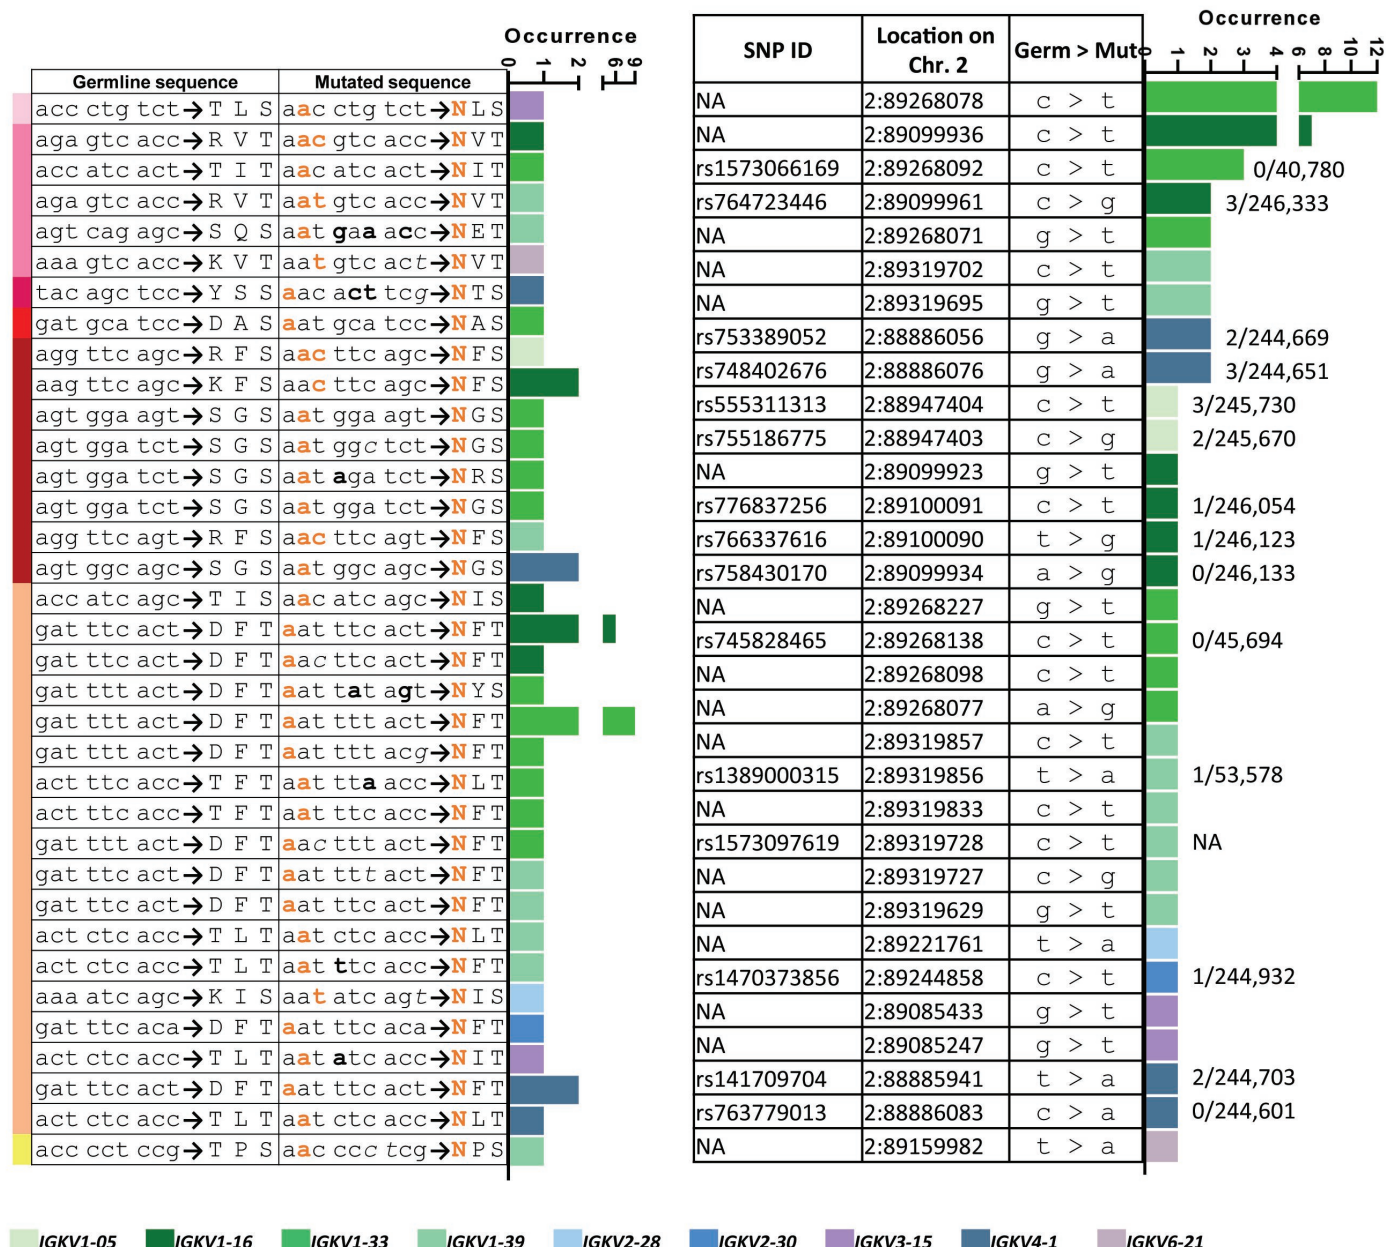 Occurrence
0 1 2 6 9
Germline sequence Mutated sequence
acc ctg tct→T L S aac ctg tct→N L S
aga gtc acc→R V T aac gtc acc→N V T
acc atc act→T I T aac atc act→N I T
aga gtc acc→R V T aat gtc acc→N V T
agt cag agc→S Q S aat gaa acc→N E T
aaa gtc acc→K V T aat gtc act→N V T
tac agc tcc→Y S S aac act tcg→N T S
gat gca tcc→D A S aat gca tcc→N A S
agg ttc agc→R F S aac ttc agc→N F S
aag ttc agc→K F S aac ttc agc→N F S
agt gga agt→S G S aat gga agt→N G S
agt gga tct→S G S aat ggc tct→N G S
agt gga tct→S G S aat aga tct→N R S
agt gga tct→S G S aat gga tct→N G S
agg ttc agt→R F S aac ttc agt→N F S
agt ggc agc→S G S aat ggc agc→N G S
acc atc agc→T I S aac atc agc→N I S
gat ttc act→D F T aat ttc act→N F T
gat ttc act→D F T aac ttc act→N F T
gat ttt act→D F T aat tat agt→N Y S
gat ttt act→D F T aat ttt act→N F T
gat ttt act→D F T aat ttt acg→N F T
act ttc acc→T F T aat tta acc→N L T
act ttc acc→T F T aat ttc acc→N F T
gat ttt act→D F T aac ttt act→N F T
gat ttc act→D F T aat ttt act→N F T
gat ttc act→D F T aat ttc act→N F T
act ctc acc→T L T aat ctc acc→N L T
act ctc acc→T L T aat ttc acc→N F T
aaa atc agc→K I S aat atc agt→N I S
gat ttc aca→D F T aat ttc aca→N F T
act ctc acc→T L T aat atc acc→N I T
gat ttc act→D F T aat ttc act→N F T
act ctc acc→T L T aat ctc acc→N L T
acc cct ccg→T P S aac ccc tcg→N P S
Occurrence
0 1 2 3 4 6 8 10 12
SNP ID Location on Chr. 2 Germ > Mut
NA 2:89268078 c > t
NA 2:89099936 c > t
rs1573066169 2:89268092 c > t 0/40,780
rs764723446 2:89099961 c > g 3/246,333
NA 2:89268071 g > t
NA 2:89319702 c > t
NA 2:89319695 g > t
rs753389052 2:88886056 g > a 2/244,669
rs748402676 2:88886076 g > a 3/244,651
rs555311313 2:88947404 c > t 3/245,730
rs755186775 2:88947403 c > g 2/245,670
NA 2:89099923 g > t
rs776837256 2:89100091 c > t 1/246,054
rs766337616 2:89100090 t > g 1/246,123
rs758430170 2:89099934 a > g 0/246,133
NA 2:89268227 g > t
rs745828465 2:89268138 c > t 0/45,694
NA 2:89268098 c > t
NA 2:89268077 a > g
NA 2:89319857 c > t
rs1389000315 2:89319856 t > a 1/53,578
NA 2:89319833 c > t
rs1573097619 2:89319728 c > t NA
NA 2:89319727 c > g
NA 2:89319629 g > t
NA 2:89221761 t > a
rs1470373856 2:89244858 c > t 1/244,932
NA 2:89085433 g > t
NA 2:89085247 g > t
rs141709704 2:88885941 t > a 2/244,703
rs763779013 2:88886083 c > a 0/244,601
NA 2:89159982 t > a
IGKV1-05 IGKV1-16 IGKV1-33 IGKV1-39 IGKV2-28 IGKV2-30 IGKV3-15 IGKV4-1 IGKV6-21